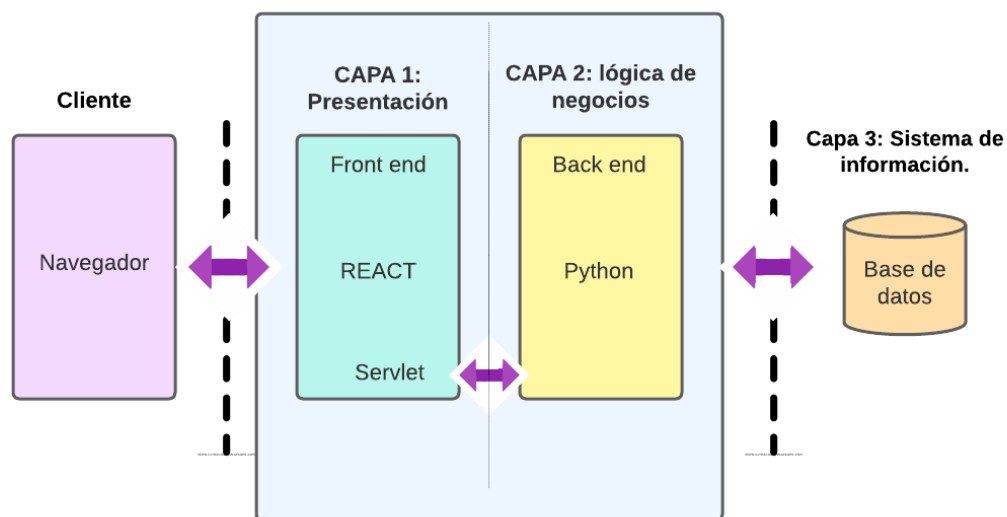 Cliente
Navegador
CAPA 1:
Presentación
Front end
REACT
Servlet
CAPA 2: lógica de
negocios
Back end
Python
Capa 3: Sistema de
información.
Base de
datos